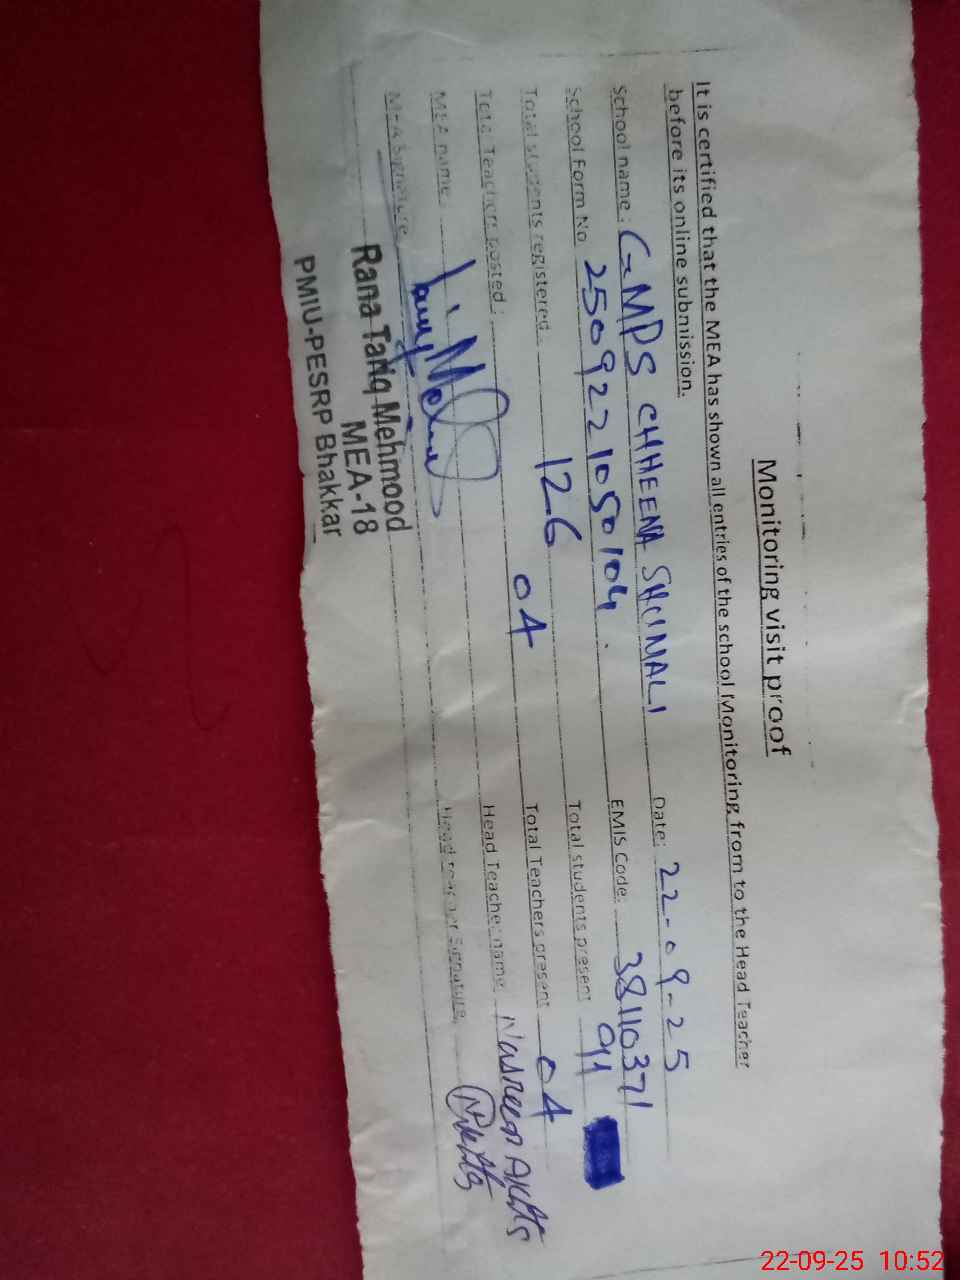 Monitoring visit proof
It is certified that the MEA has shown all entries of the school Monitoring from to the Head Teacher
before its online submission.
School name: GMPS CHHEENA SHUMALI Date: 22-09-25
School Form No. 2509221050104. EMIS Code: 38110371
Total students registered: 126 Total students present
Total Teachers posted: 04 Total Teachers present 04
MEA name: Head Teacher name Nasreen Akhtr
MEA Signature, Head teacher Signature,
Rana Tariq Mehmood
MEA-18
PMIU-PESRP Bhakkar
22-09-25 10:52